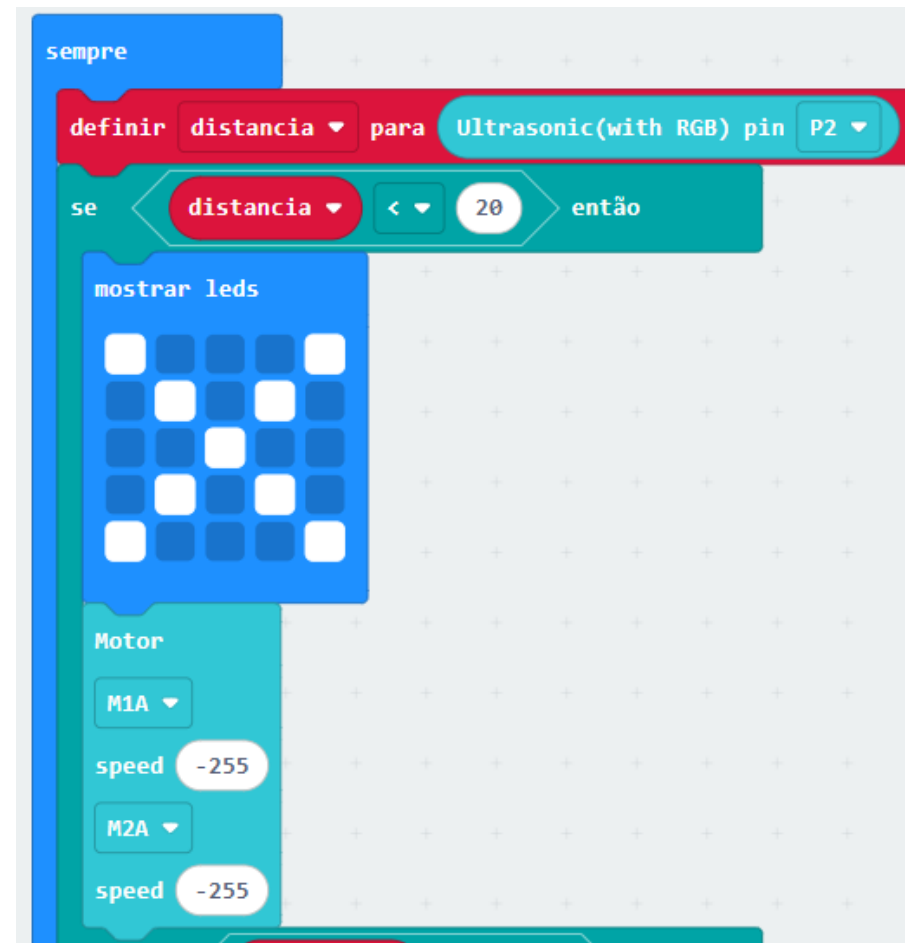 sempre
definir distancia para Ultrasonic(with RGB) pin P2
se distancia < 20 então
mostrar leds
Motor
M1A
speed -255
M2A
speed -255